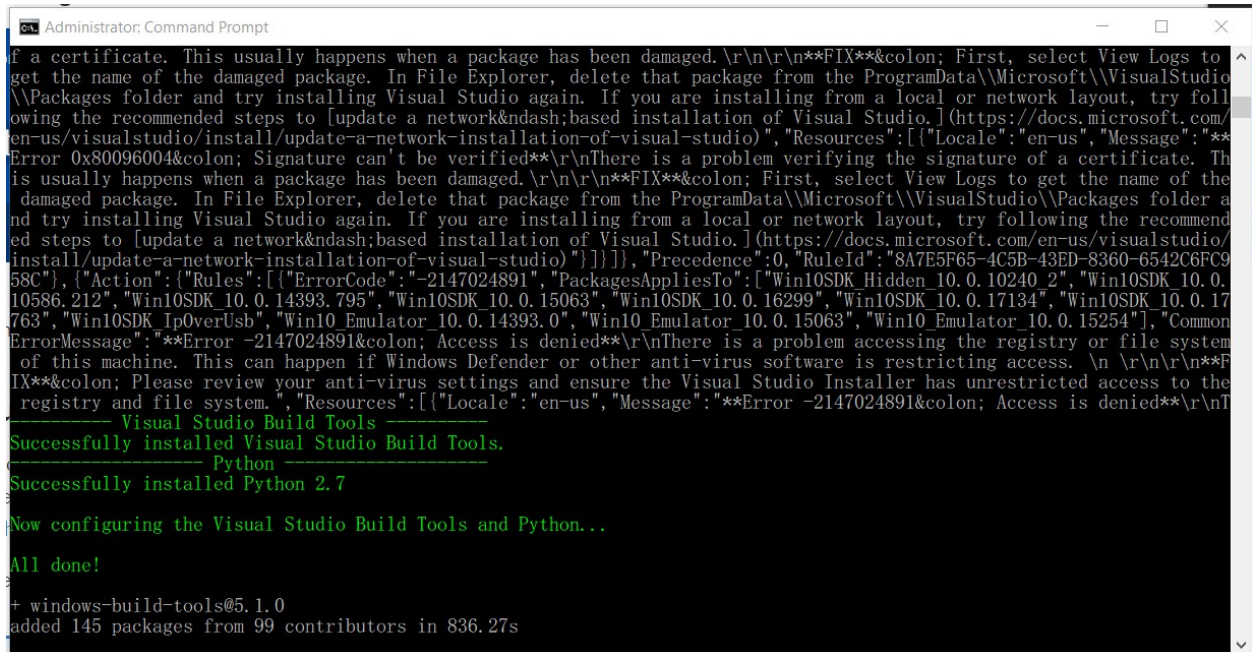 Administrator: Command Prompt
f a certificate. This usually happens when a package has been damaged.\r\n\r\n**FIX**&colon; First, select View Logs to
get the name of the damaged package. In File Explorer, delete that package from the ProgramData\\Microsoft\\VisualStudio
\\Packages folder and try installing Visual Studio again. If you are installing from a local or network layout, try foll
owing the recommended steps to [update a network&ndash;based installation of Visual Studio.](https://docs.microsoft.com/
en-us/visualstudio/install/update-a-network-installation-of-visual-studio)","Resources":[{"Locale":"en-us","Message":"**
Error 0x80096004&colon; Signature can't be verified**\r\nThere is a problem verifying the signature of a certificate. Th
is usually happens when a package has been damaged.\r\n\r\n**FIX**&colon; First, select View Logs to get the name of the
 damaged package. In File Explorer, delete that package from the ProgramData\\Microsoft\\VisualStudio\\Packages folder a
nd try installing Visual Studio again. If you are installing from a local or network layout, try following the recommend
ed steps to [update a network&ndash;based installation of Visual Studio.](https://docs.microsoft.com/en-us/visualstudio/
install/update-a-network-installation-of-visual-studio)"}]}]},"Precedence":0,"RuleId":"8A7E5F65-4C5B-43ED-8360-6542C6FC9
58C"},{"Action":{"Rules":[{"ErrorCode":"-2147024891","PackagesAppliesTo":["Win10SDK_Hidden_10.0.10240_2","Win10SDK_10.0.
10586.212","Win10SDK_10.0.14393.795","Win10SDK_10.0.15063","Win10SDK_10.0.16299","Win10SDK_10.0.17134","Win10SDK_10.0.17
763","Win10SDK_IpOverUsb","Win10_Emulator_10.0.14393.0","Win10_Emulator_10.0.15063","Win10_Emulator_10.0.15254"],"Common
ErrorMessage":"**Error -2147024891&colon; Access is denied**\r\nThere is a problem accessing the registry or file system
 of this machine. This can happen if Windows Defender or other anti-virus software is restricting access. \n \r\n\r\n**F
IX**&colon; Please review your anti-virus settings and ensure the Visual Studio Installer has unrestricted access to the
 registry and file system.","Resources":[{"Locale":"en-us","Message":"**Error -2147024891&colon; Access is denied**\r\nT
---------- Visual Studio Build Tools ----------
Successfully installed Visual Studio Build Tools.
------------------- Python --------------------
Successfully installed Python 2.7
Now configuring the Visual Studio Build Tools and Python...
All done!
+ windows-build-tools@5.1.0
added 145 packages from 99 contributors in 836.27s